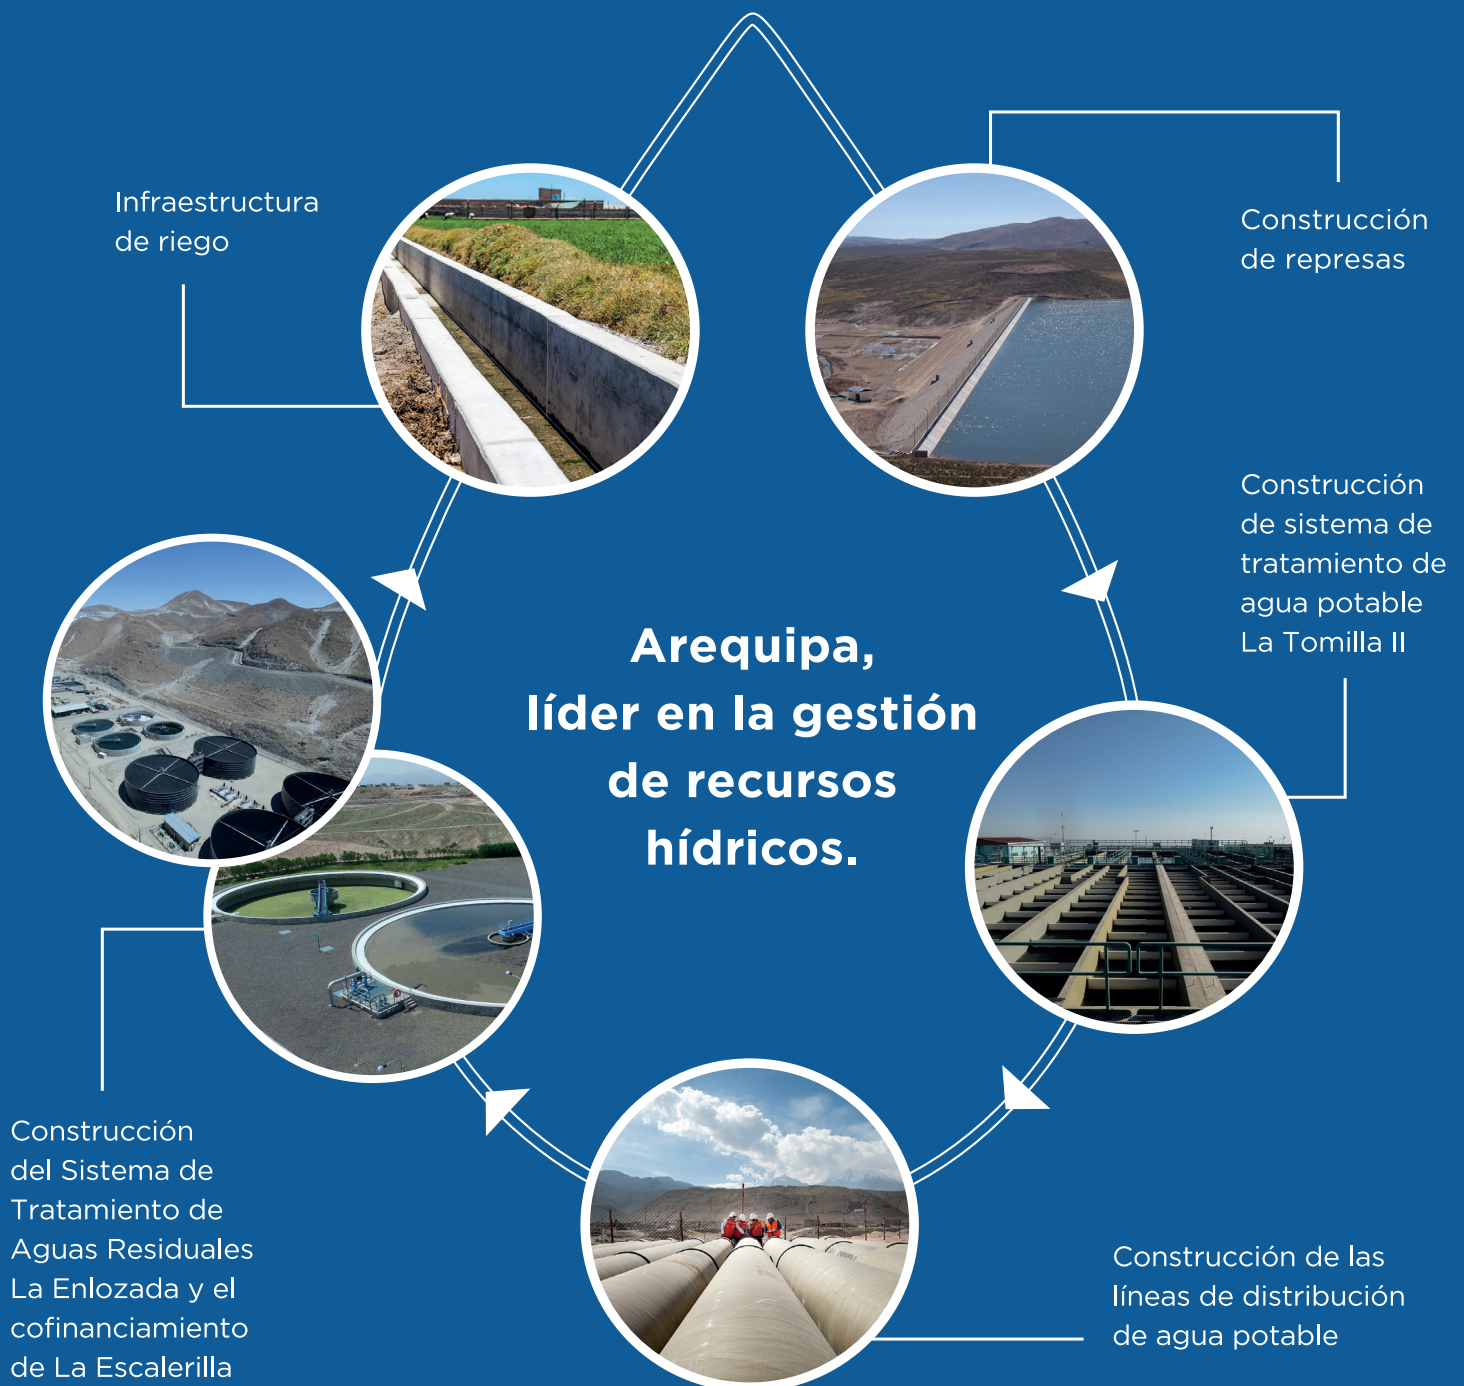 Infraestructura
de riego
Construcción
de represas
Construcción
de sistema de
tratamiento de
agua potable
La Tomilla II
Arequipa,
líder en la gestión
de recursos
hídricos.
Construcción
del Sistema de
Tratamiento de
Aguas Residuales
La Enlozada y el
cofinanciamiento
de La Escalerilla
Construcción de las
líneas de distribución
de agua potable